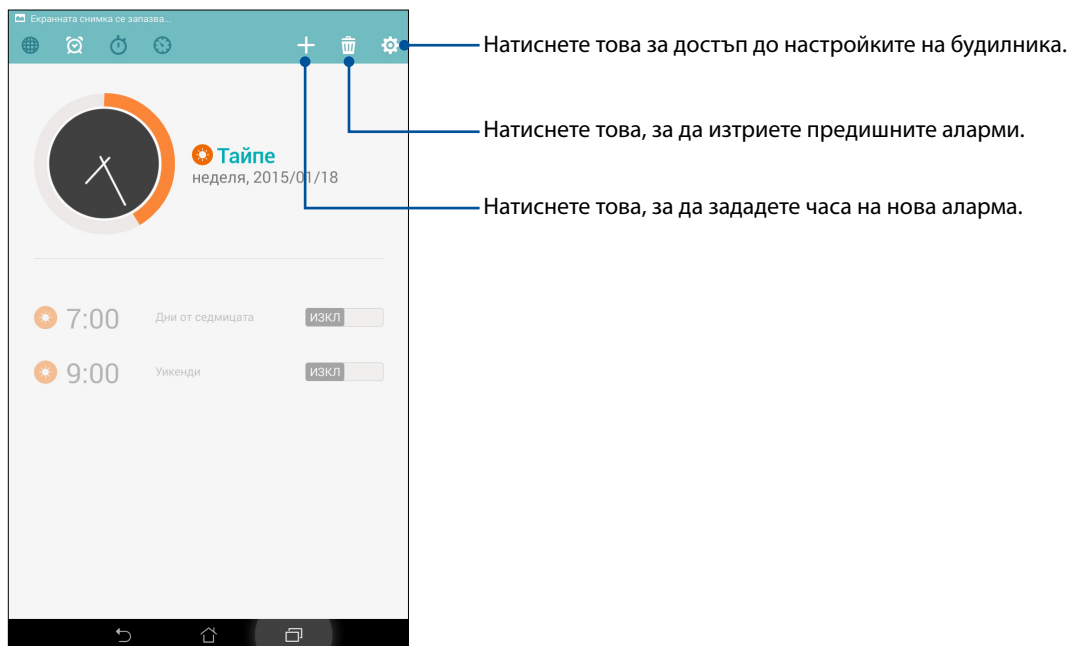 Екранната снимка се запазва...
Натиснете това за достъп до настройките на будилника.
Натиснете това, за да изтриете предишните аларми.
Тайпе
неделя, 2015/01/18
Натиснете това, за да зададете часа на нова аларма.
7:00 Дни от седмицата ИЗКЛ
9:00 Уикенди ИЗКЛ